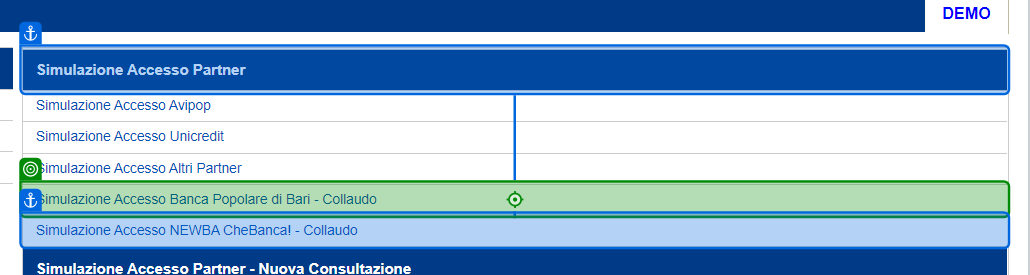 DEMO
Simulazione Accesso Partner
Simulazione Accesso Avipop
Simulazione Accesso Unicredit
Simulazione Accesso Altri Partner
Simulazione Accesso Banca Popolare di Bari - Collaudo
Simulazione Accesso NEWBA CheBanca! - Collaudo
Simulazione Accesso Partner - Nuova Consultazione